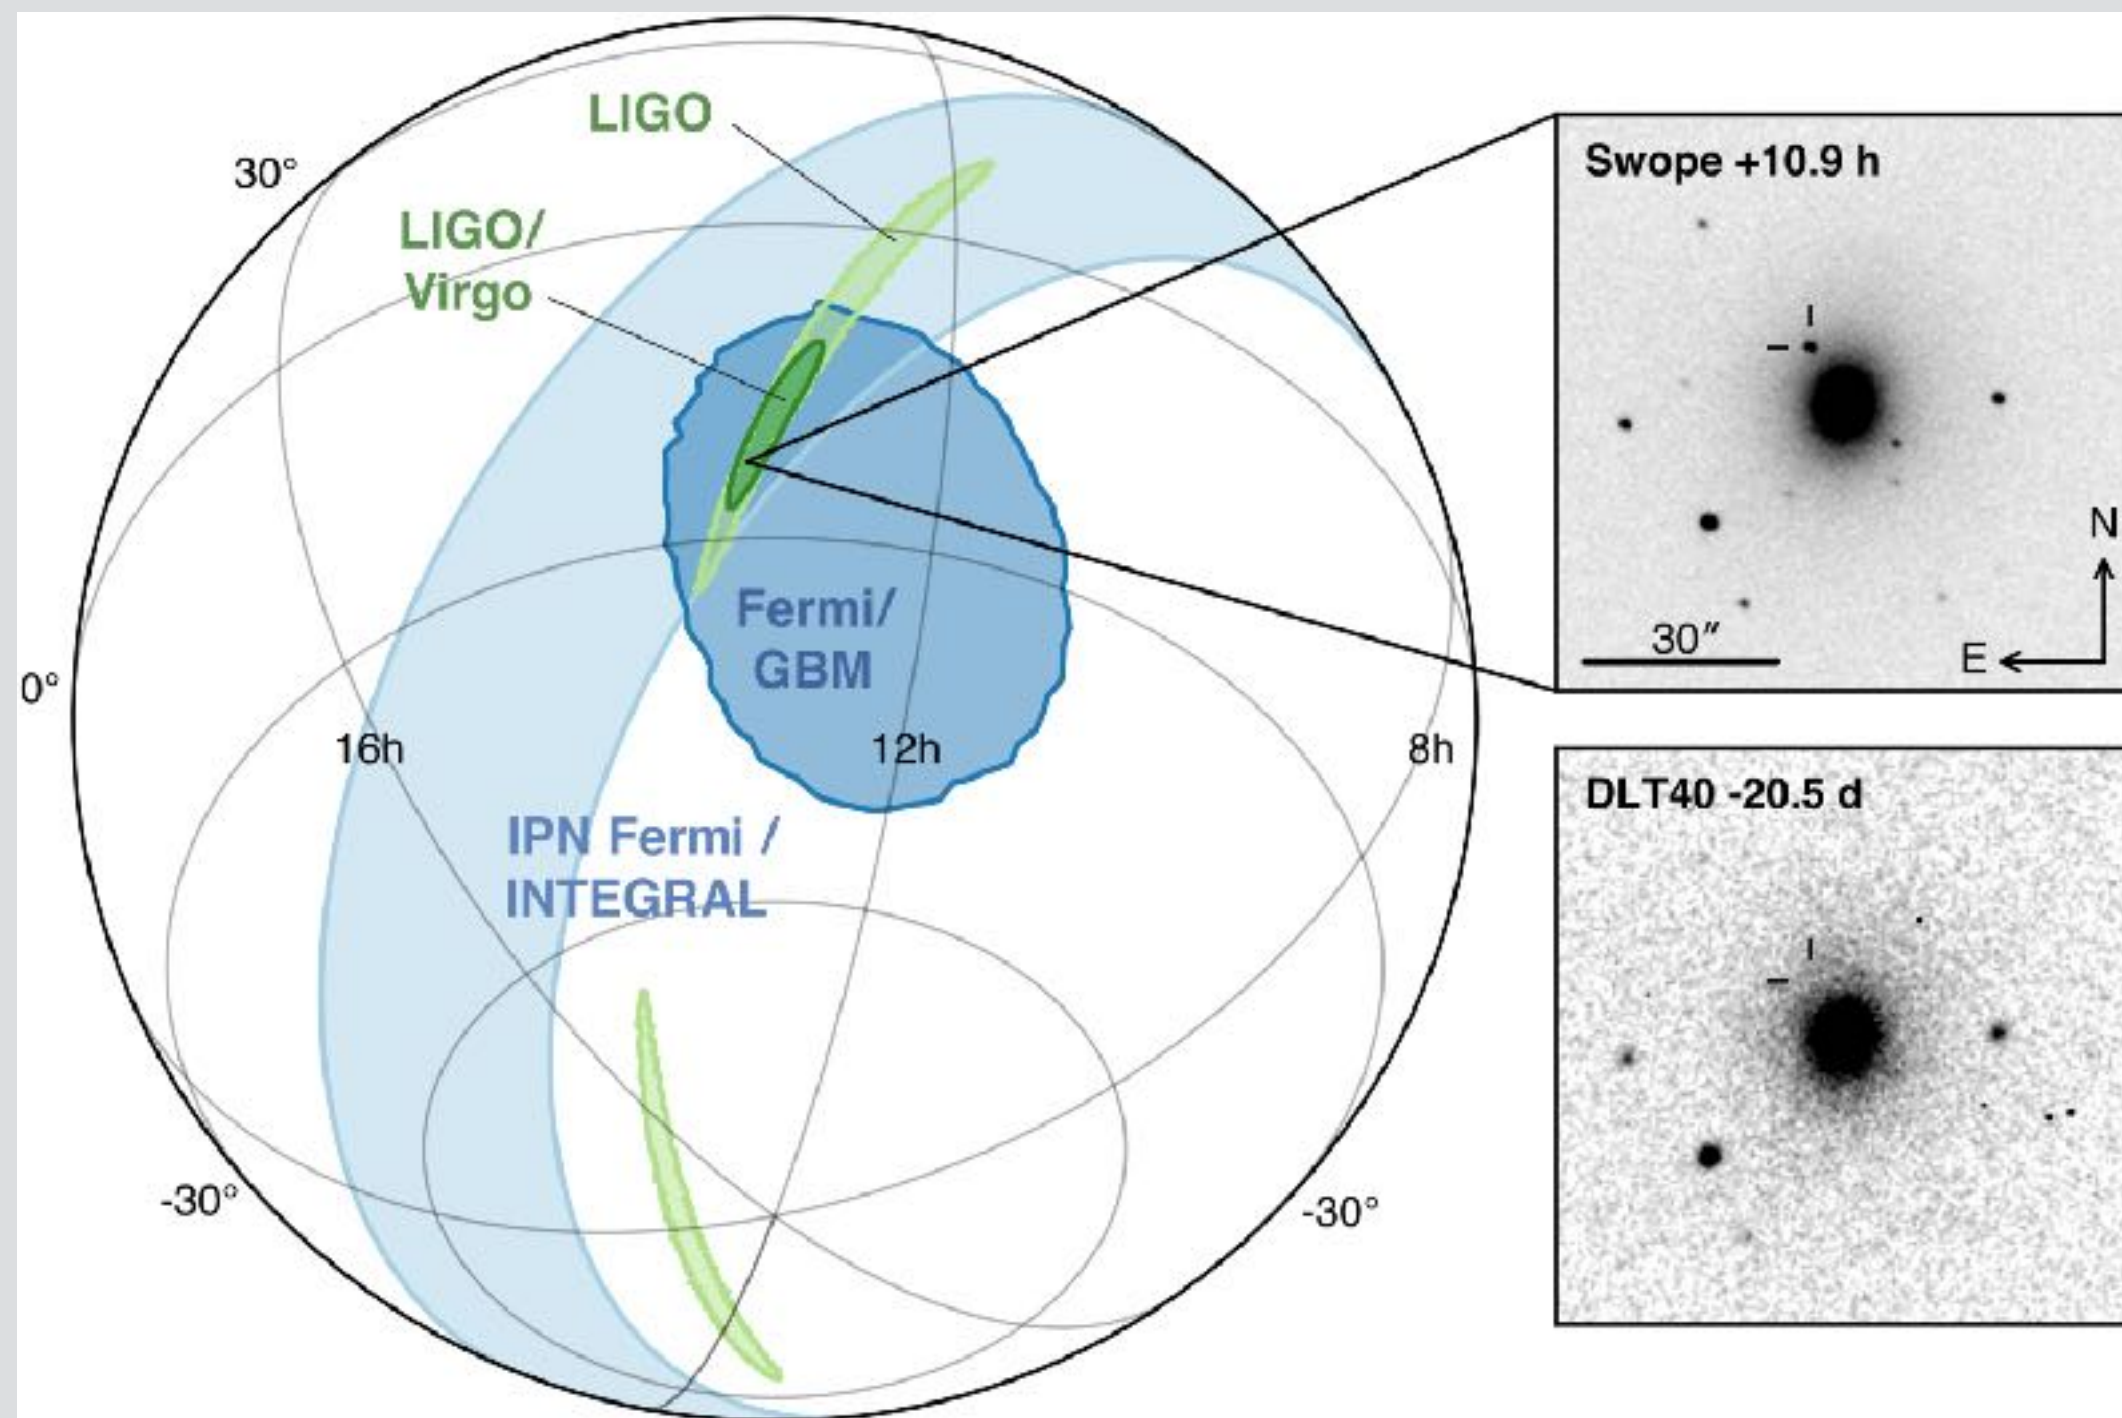 LIGO
30°
LIGO/
Virgo
0°
Fermi/
GBM
16h
12h
8h
IPN Fermi /
INTEGRAL
-30°
-30°
Swope +10.9 h
N
30″
E
DLT40 -20.5 d